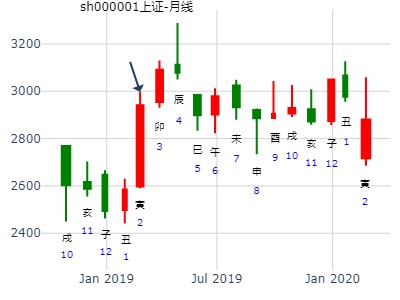 sh000001上证-月线
3200
3000
2800
2600
2400
戌
10
亥
11
子
12
丑
1
寅
2
卯
3
辰
4
巳
5
午
6
未
7
申
8
酉
9
戌
10
亥
11
子
12
丑
1
寅
2
Jan 2019
Jul 2019
Jan 2020